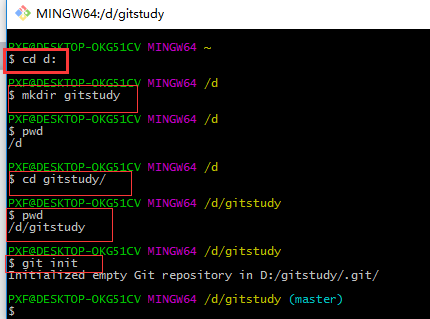 MINGW64:/d/gitstudy
PXF@DESKTOP-OKG51CV MINGW64 ~
$ cd d:
PXF@DESKTOP-OKG51CV MINGW64 /d
$ mkdir gitstudy
PXF@DESKTOP-OKG51CV MINGW64 /d
$ pwd
/d
PXF@DESKTOP-OKG51CV MINGW64 /d
$ cd gitstudy/
PXF@DESKTOP-OKG51CV MINGW64 /d/gitstudy
$ pwd
/d/gitstudy
PXF@DESKTOP-OKG51CV MINGW64 /d/gitstudy
$ git init
Initialized empty Git repository in D:/gitstudy/.git/
PXF@DESKTOP-OKG51CV MINGW64 /d/gitstudy (master)
$